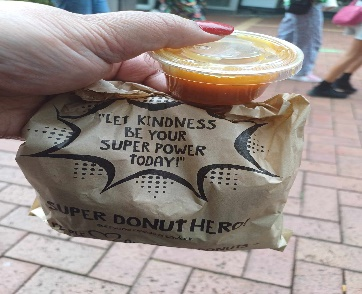 "LET KINDNESS
BE YOUR
SUPER POWER
TODAY!"
SUPER DONUT HERO!